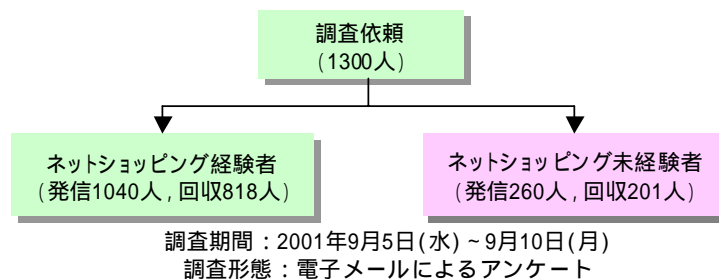 調査依頼
(1300人)
ネットショッピング経験者
(発信1040人,回収818人)
ネットショッピング未経験者
(発信260人,回収201人)
調査期間:2001年9月5日(水)~9月10日(月)
調査形態:電子メールによるアンケート